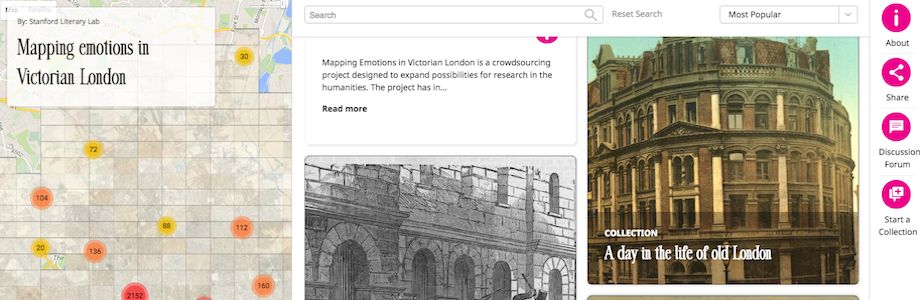 Map
By: Stanford Literary Lab
Mapping emotions in
Victorian London
30
72
104
88
112
20
136
160
2152
Search
Reset Search
Most Popular
Mapping Emotions in Victorian London is a crowdsourcing
project designed to expand possibilities for research in the
humanities. The project has in...
Read more
COLLECTION
A day in the life of old London
About
Share
Discussion
Forum
Start a
Collection